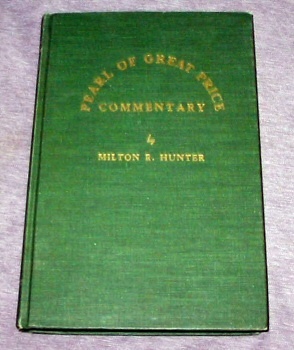 PEARL OF GREAT PRICE
COMMENTARY
by
MILTON R. HUNTER